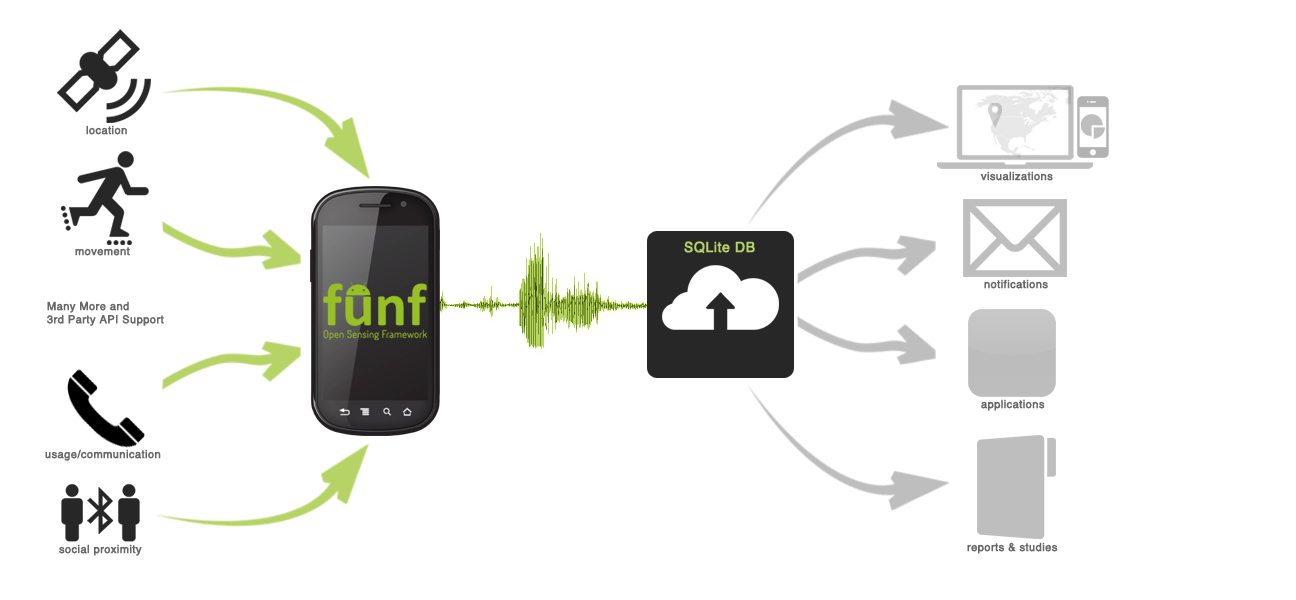 location
movement
Many More and
3rd Party API Support
usage/communication
social proximity
fünf
Open Sensing Framework
SQLite DB
visualizations
notifications
applications
reports & studies